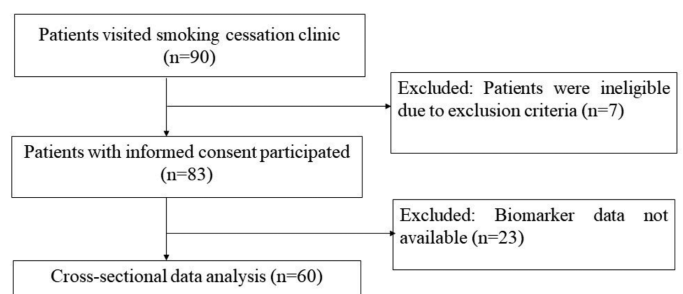 Patients visited smoking cessation clinic
(n=90)
Excluded: Patients were ineligible
due to exclusion criteria (n=7)
Patients with informed consent participated
(n=83)
Excluded: Biomarker data not
available (n=23)
Cross-sectional data analysis (n=60)